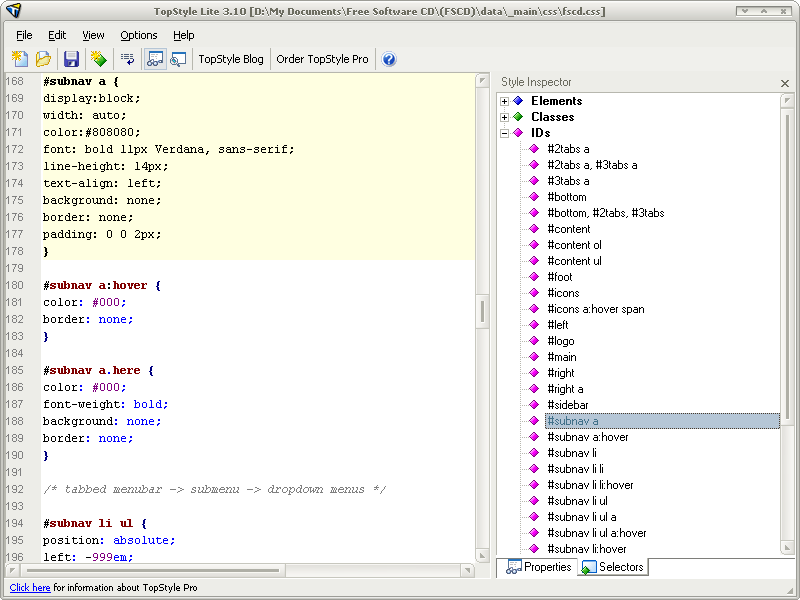 TopStyle Lite 3.10 [D:\My Documents\Free Software CD\(FSCD)\data\_main\css\fscd.css]
File Edit View Options Help
TopStyle Blog Order TopStyle Pro
168 #subnav a {
169 display:block;
170 width: auto;
171 color:#808080;
172 font: bold 11px Verdana, sans-serif;
173 line-height: 14px;
174 text-align: left;
175 background: none;
176 border: none;
177 padding: 0 0 2px;
178 }
179
180 #subnav a:hover {
181 color: #000;
182 border: none;
183 }
184
185 #subnav a.here {
186 color: #000;
187 font-weight: bold;
188 background: none;
189 border: none;
190 }
191
192 /* tabbed menubar -> submenu -> dropdown menus */
193
194 #subnav li ul {
195 position: absolute;
196 left: -999em;
Style Inspector
Elements
Classes
IDs
#2tabs a
#2tabs a, #3tabs a
#3tabs a
#bottom
#bottom, #2tabs, #3tabs
#content
#content ol
#content ul
#foot
#icons
#icons a:hover span
#left
#logo
#main
#right
#right a
#sidebar
#subnav a
#subnav a:hover
#subnav li
#subnav li li
#subnav li li:hover
#subnav li ul
#subnav li ul a
#subnav li ul a:hover
#subnav li:hover
Properties Selectors
Click here for information about TopStyle Pro